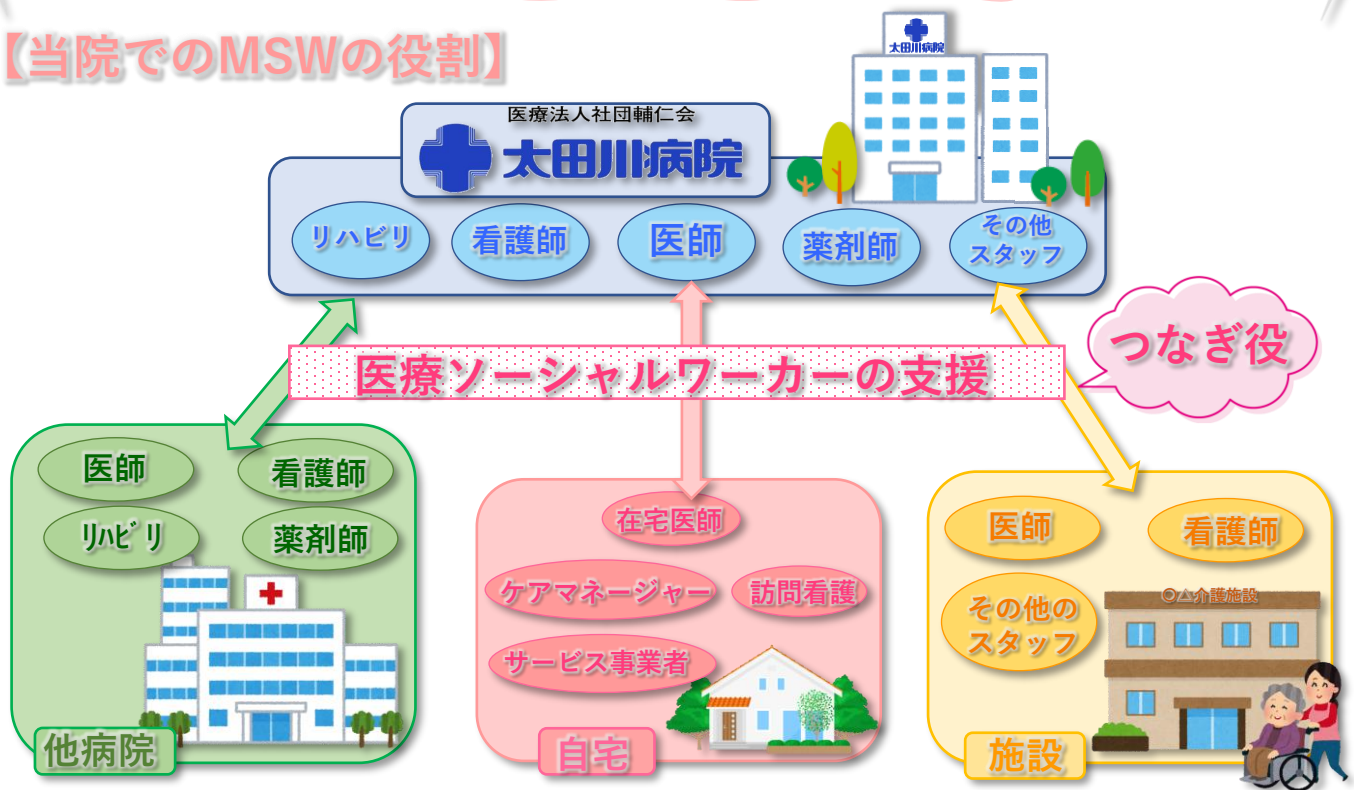 【当院でのMSWの役割】
太田川病院
医療法人社団輔仁会
太田川病院
リハビリ
看護師
医師
薬剤師
その他
スタッフ
医療ソーシャルワーカーの支援
つなぎ役
医師
看護師
ﾘﾊﾋﾞﾘ
薬剤師
他病院
在宅医師
ケアマネージャー
訪問看護
サービス事業者
自宅
医師
看護師
その他の
スタッフ
〇△介護施設
施設